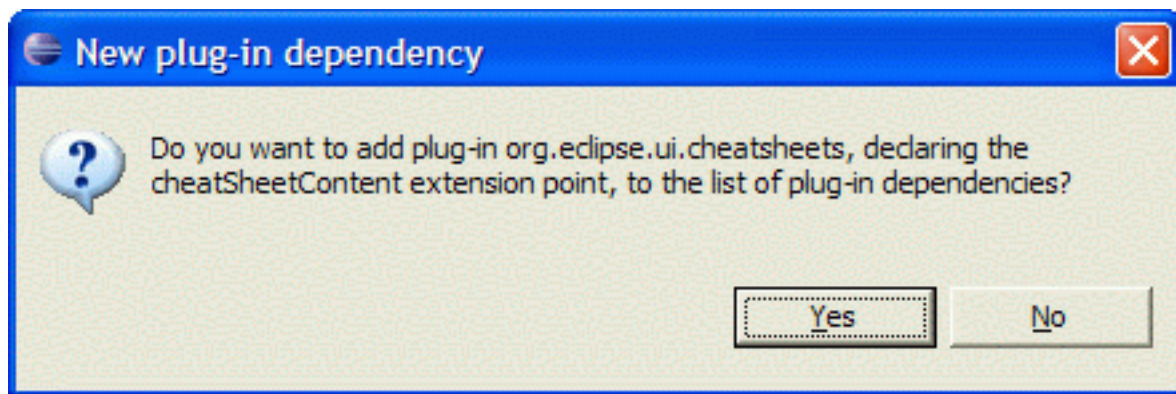 New plug-in dependency
Do you want to add plug-in org.eclipse.ui.cheatsheets, declaring the
cheatSheetContent extension point, to the list of plug-in dependencies?
Yes No